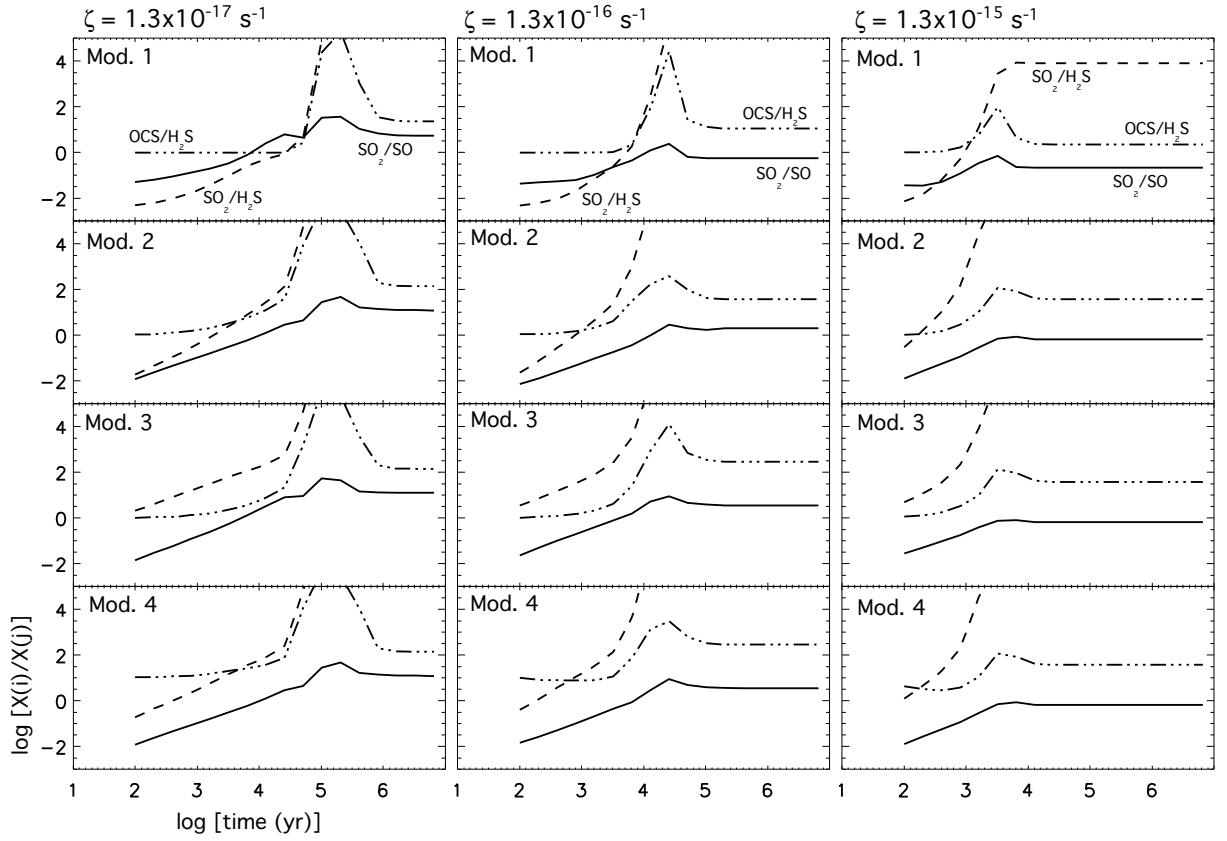 ζ = 1.3x10⁻¹⁷ s⁻¹
ζ = 1.3x10⁻¹⁶ s⁻¹
ζ = 1.3x10⁻¹⁵ s⁻¹
4
2
0
−2
Mod. 1
OCS/H₂S
SO₂/SO
SO₂/H₂S
Mod. 1
OCS/H₂S
SO₂/SO
SO₂/H₂S
Mod. 1
SO₂/H₂S
OCS/H₂S
SO₂/SO
4
2
0
−2
Mod. 2
Mod. 2
Mod. 2
4
2
0
−2
Mod. 3
Mod. 3
Mod. 3
4
2
0
−2
Mod. 4
Mod. 4
Mod. 4
log [X(i)/X(j)]
1 2 3 4 5 6
1 2 3 4 5 6
1 2 3 4 5 6
log [time (yr)]